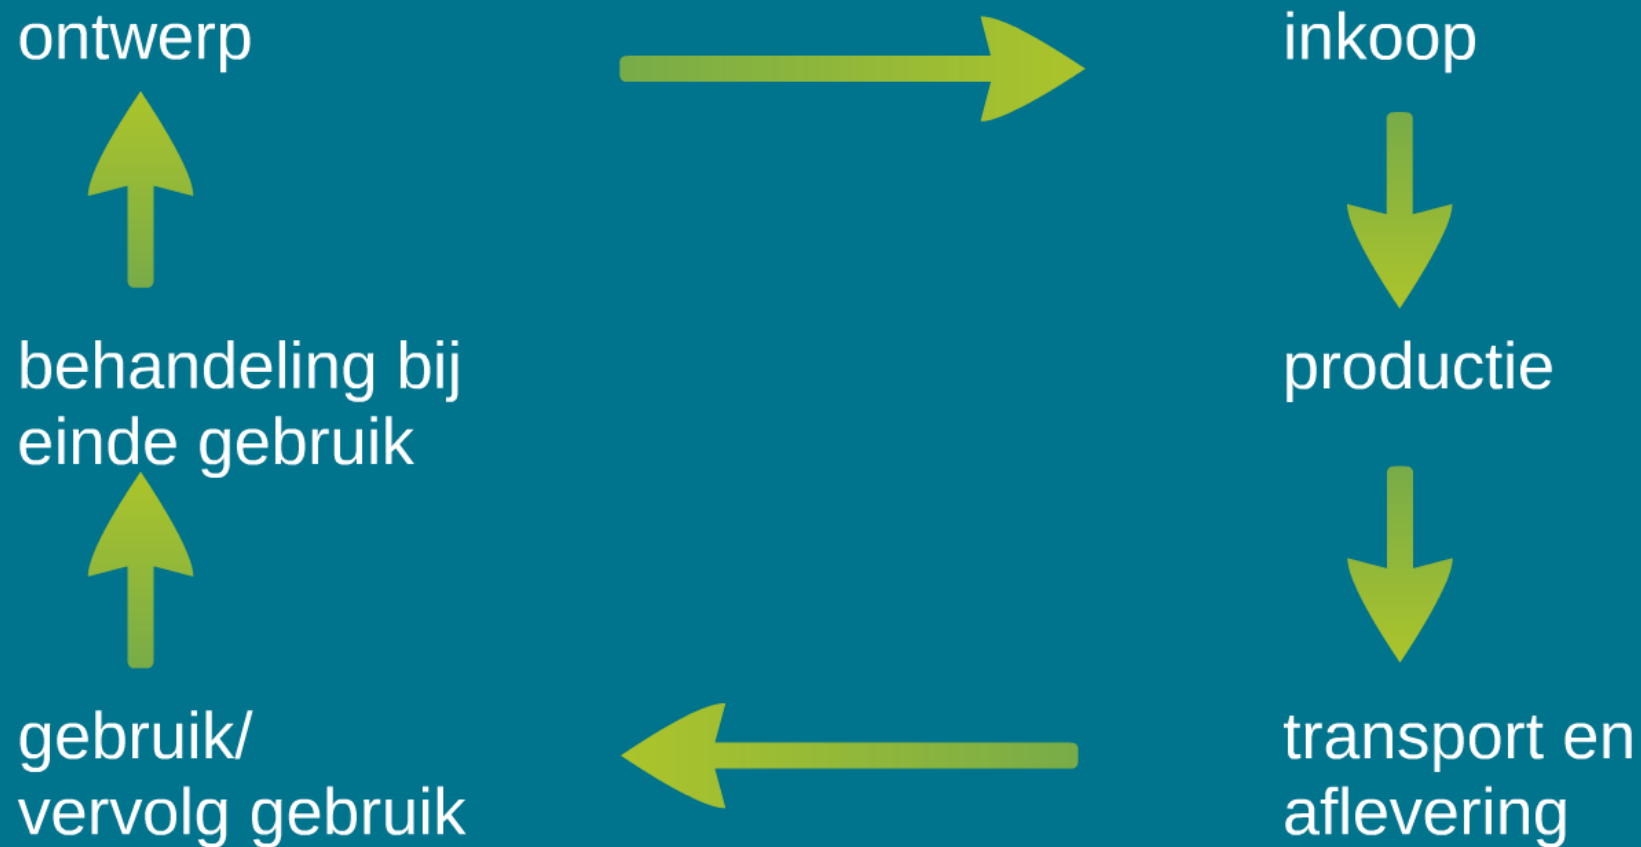 ontwerp
inkoop
behandeling bij
einde gebruik
productie
gebruik/
vervolg gebruik
transport en
aflevering